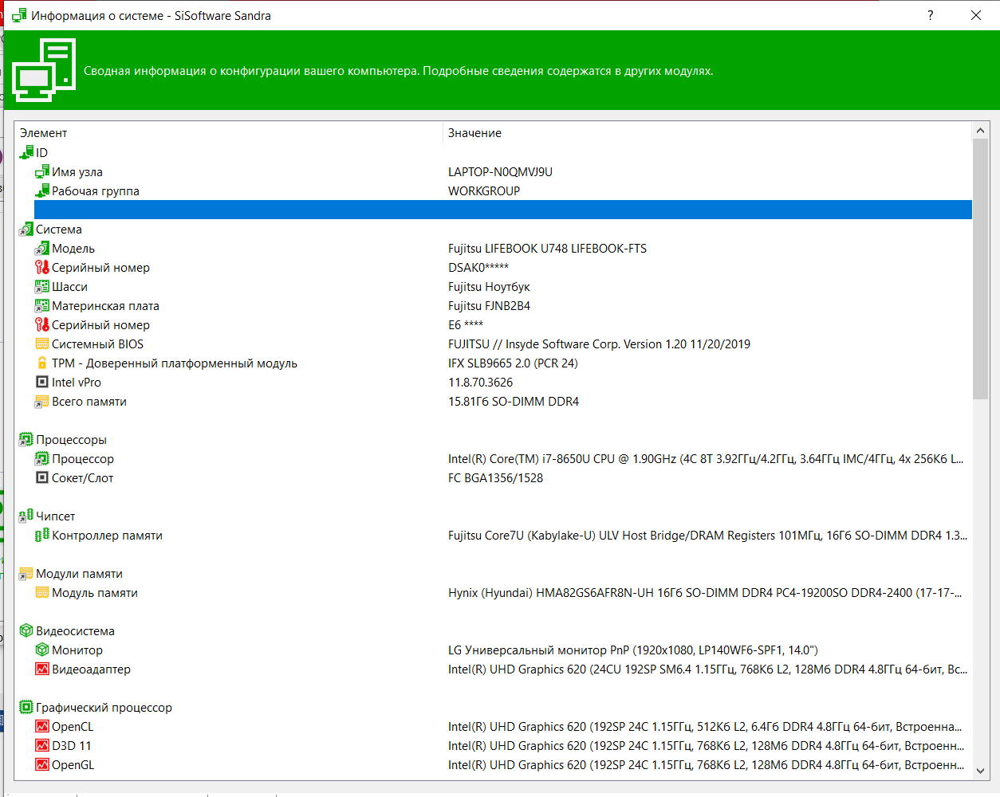 Информация о системе - SiSoftware Sandra
?
Сводная информация о конфигурации вашего компьютера. Подробные сведения содержатся в других модулях.
Элемент Значение
ID
Имя узла LAPTOP-N0QMVJ9U
Рабочая группа WORKGROUP
Система
Модель Fujitsu LIFEBOOK U748 LIFEBOOK-FTS
Серийный номер DSAK0*****
Шасси Fujitsu Ноутбук
Материнская плата Fujitsu FJNB2B4
Серийный номер E6 ****
Системный BIOS FUJITSU // Insyde Software Corp. Version 1.20 11/20/2019
TPM - Доверенный платформенный модуль IFX SLB9665 2.0 (PCR 24)
Intel vPro 11.8.70.3626
Всего памяти 15.81Гб SO-DIMM DDR4
Процессоры
Процессор Intel(R) Core(TM) i7-8650U CPU @ 1.90GHz (4C 8T 3.92ГГц/4.2ГГц, 3.64ГГц IMC/4ГГц, 4x 256Кб L...
Сокет/Слот FC BGA1356/1528
Чипсет
Контроллер памяти Fujitsu Core7U (Kabylake-U) ULV Host Bridge/DRAM Registers 101МГц, 16Гб SO-DIMM DDR4 1.3...
Модули памяти
Модуль памяти Hynix (Hyundai) HMA82GS6AFR8N-UH 16Гб SO-DIMM DDR4 PC4-19200SO DDR4-2400 (17-17-...
Видеосистема
Монитор LG Универсальный монитор PnP (1920x1080, LP140WF6-SPF1, 14.0")
Видеоадаптер Intel(R) UHD Graphics 620 (24CU 192SP SM6.4 1.15ГГц, 768Кб L2, 128Мб DDR4 4.8ГГц 64-бит, Вс...
Графический процессор
OpenCL Intel(R) UHD Graphics 620 (192SP 24C 1.15ГГц, 512Кб L2, 6.4Гб DDR4 4.8ГГц 64-бит, Встроенна...
D3D 11 Intel(R) UHD Graphics 620 (192SP 24C 1.15ГГц, 768Кб L2, 128Мб DDR4 4.8ГГц 64-бит, Встроенн...
OpenGL Intel(R) UHD Graphics 620 (192SP 24C 1.15ГГц, 768Кб L2, 128Мб DDR4 4.8ГГц 64-бит, Встроенн...